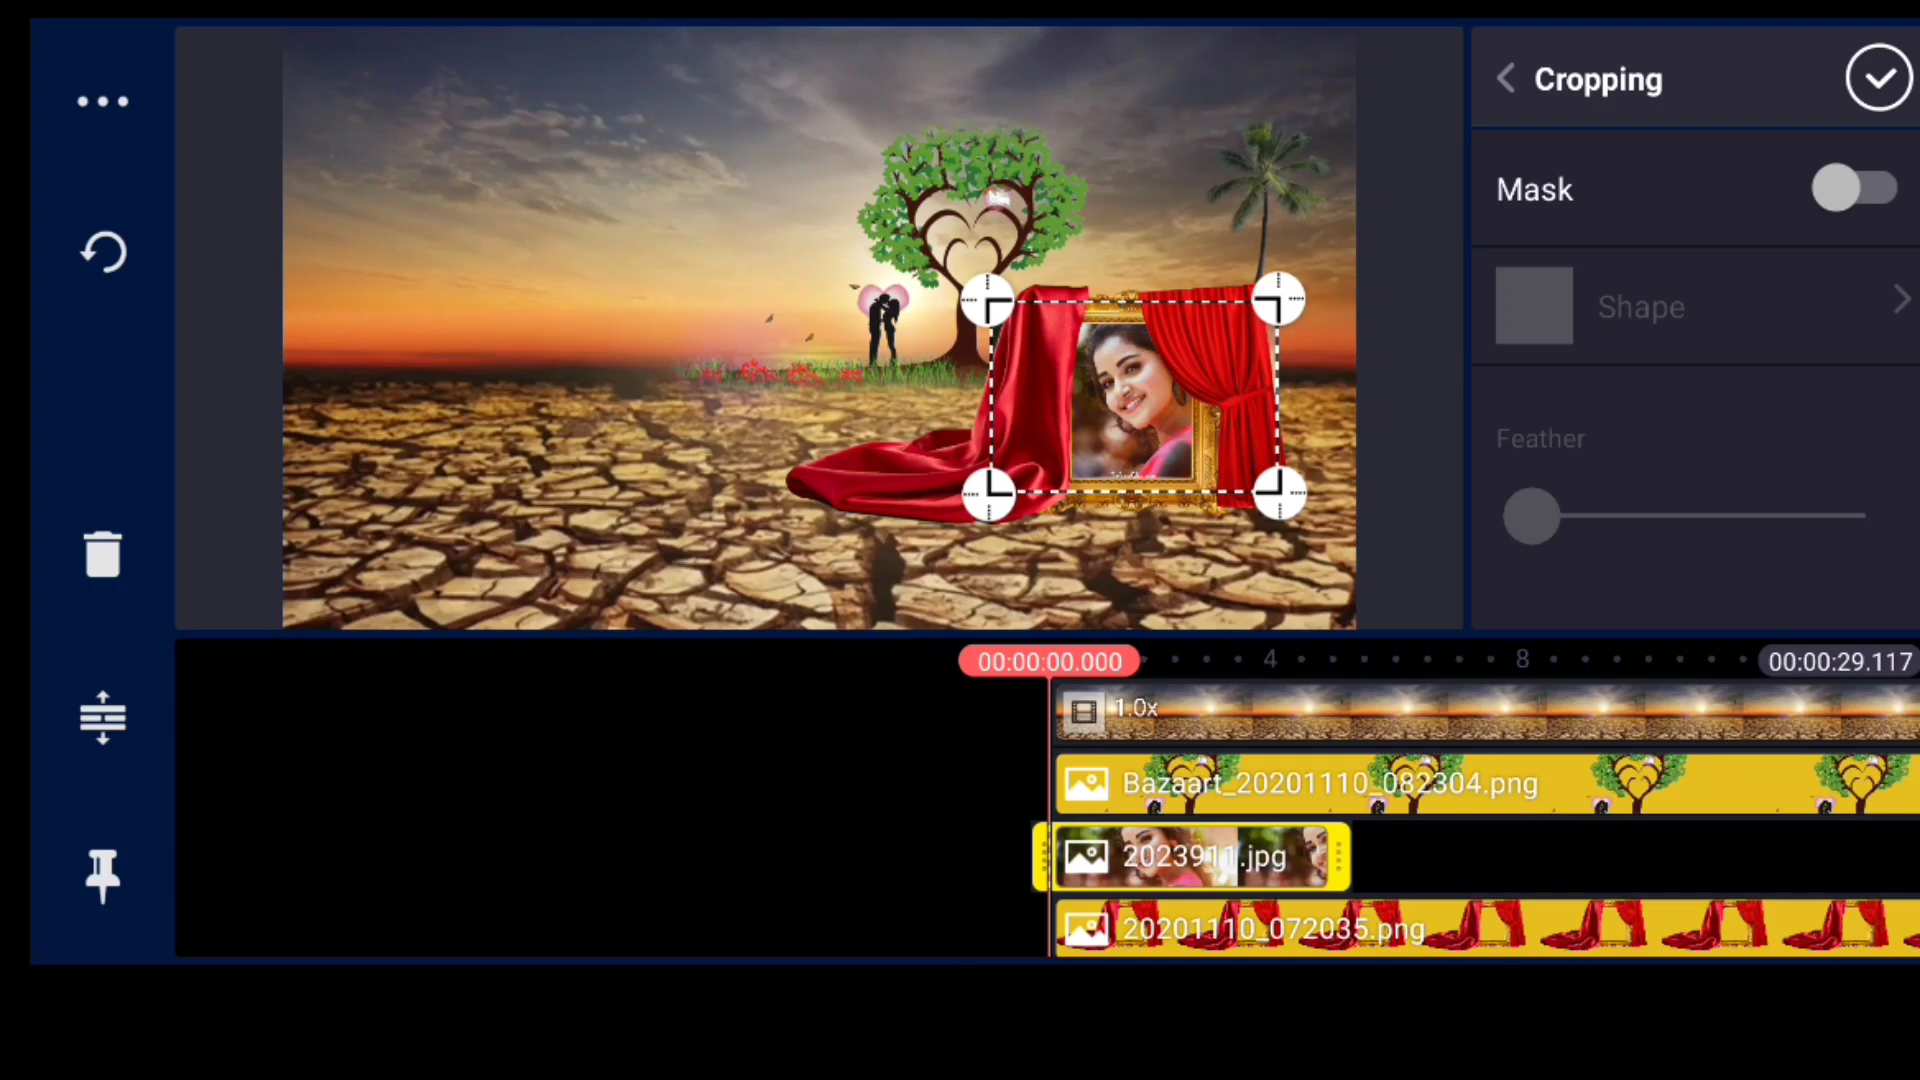 Cropping
Mask
Shape
Feather
00:00:00.000
4
8
00:00:29.117
1.0x
Bazaart_20201110_082304.png
2023911.jpg
20201110_072035.png